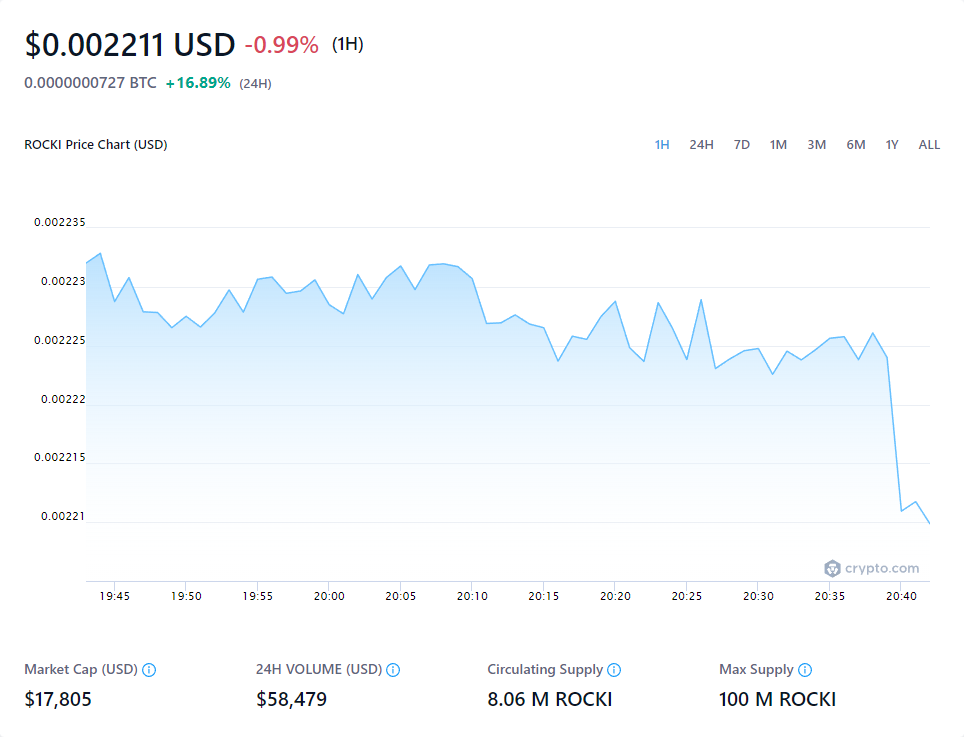 $0.002211 USD -0.99% (1H)
0.0000000727 BTC +16.89% (24H)
ROCKI Price Chart (USD) 1H 24H 7D 1M 3M 6M 1Y ALL
0.002235
0.00223
0.002225
0.00222
0.002215
0.00221
crypto.com
19:45 19:50 19:55 20:00 20:05 20:10 20:15 20:20 20:25 20:30 20:35 20:40
Market Cap (USD) 24H VOLUME (USD) Circulating Supply Max Supply
$17,805 $58,479 8.06 M ROCKI 100 M ROCKI